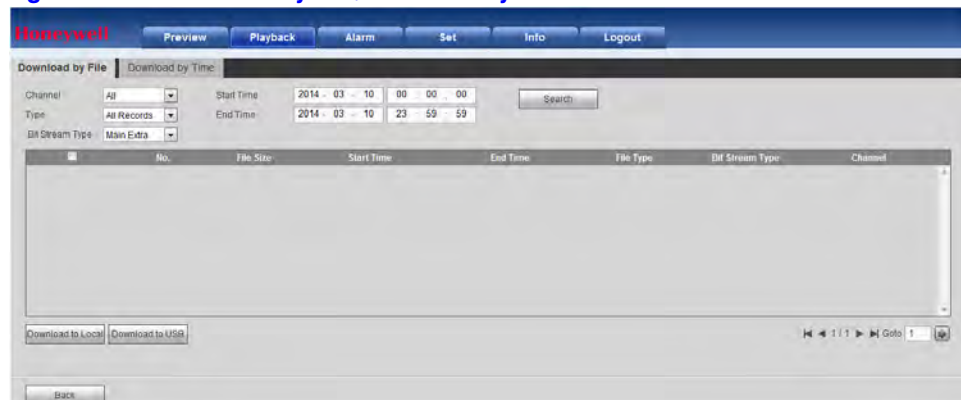 Honeywell Preview Playback Alarm Set Info Logout
Download by File Download by Time
Channel All Start Time 2014 - 03 - 10 00 : 00 : 00 Search
Type All Records End Time 2014 - 03 - 10 23 : 59 : 59
Bit Stream Type Main Extra
No. File Size Start Time End Time File Type Bit Stream Type Channel
Download to Local Download to USB 1 / 1 Goto 1
Back